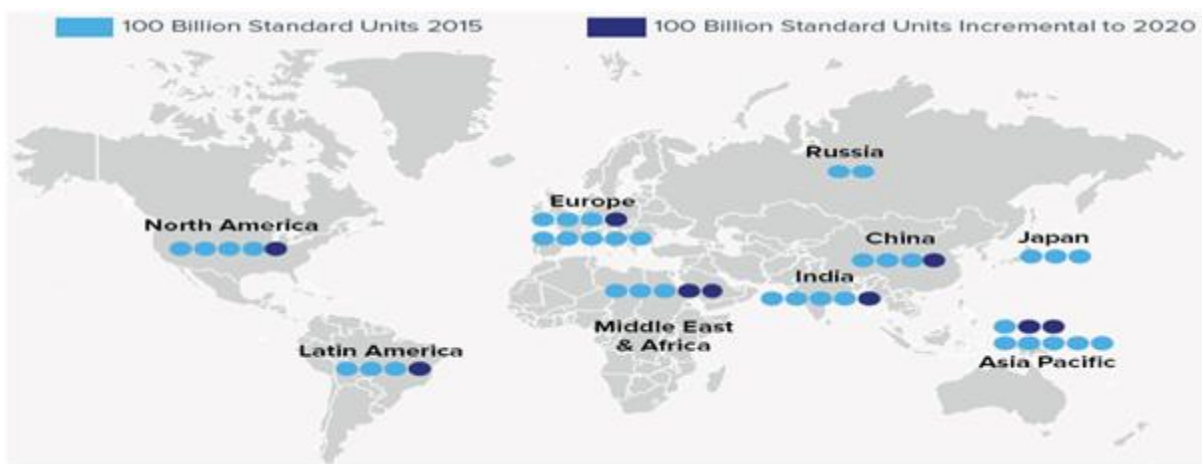 100 Billion Standard Units 2015
100 Billion Standard Units Incremental to 2020
Russia
Europe
North America
China
Japan
India
Middle East
& Africa
Latin America
Asia Pacific